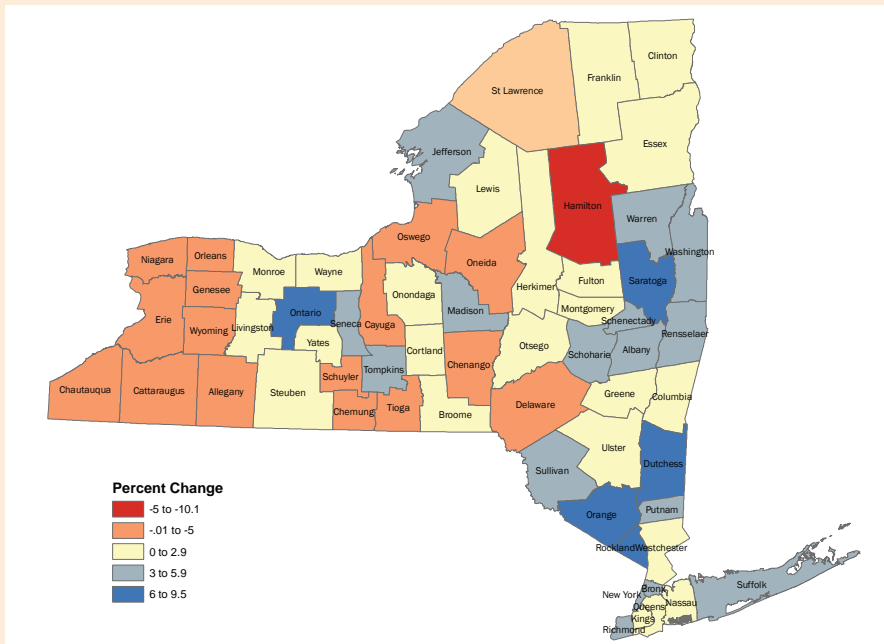 Clinton
Franklin
St Lawrence
Essex
Jefferson
Lewis
Hamilton
Warren
Oswego
Washington
Niagara
Orleans
Oneida
Monroe
Wayne
Fulton
Saratoga
Herkimer
Genesee
Onondaga
Madison
Montgomery
Erie
Ontario
Seneca
Cayuga
Schenectady
Wyoming
Livingston
Rensselaer
Yates
Otsego
Albany
Cortland
Schoharie
Chenango
Tompkins
Schuyler
Chautauqua
Cattaraugus
Allegany
Steuben
Greene
Columbia
Delaware
Tioga
Chemung
Broome
Ulster
Dutchess
Sullivan
Putnam
Orange
Rockland
Westchester
Suffolk
Bronx
New York
Nassau
Queens
Kings
Richmond
Percent Change
-5 to -10.1
-.01 to -5
0 to 2.9
3 to 5.9
6 to 9.5